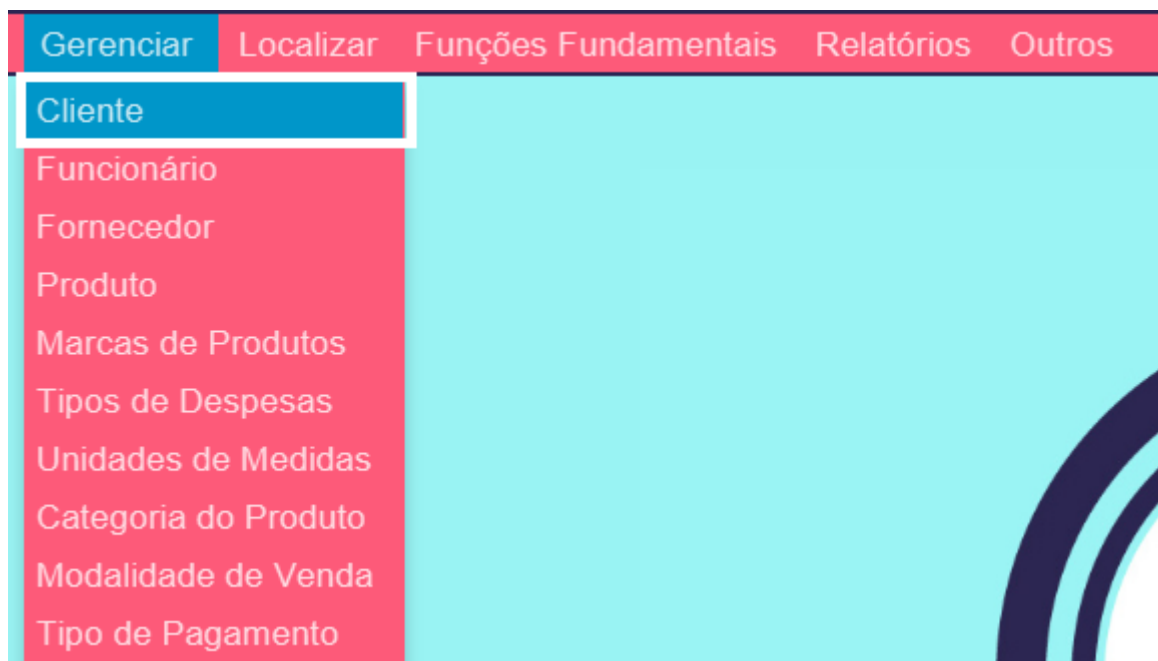 Gerenciar Localizar Funções Fundamentais Relatórios Outros
Cliente
Funcionário
Fornecedor
Produto
Marcas de Produtos
Tipos de Despesas
Unidades de Medidas
Categoria do Produto
Modalidade de Venda
Tipo de Pagamento